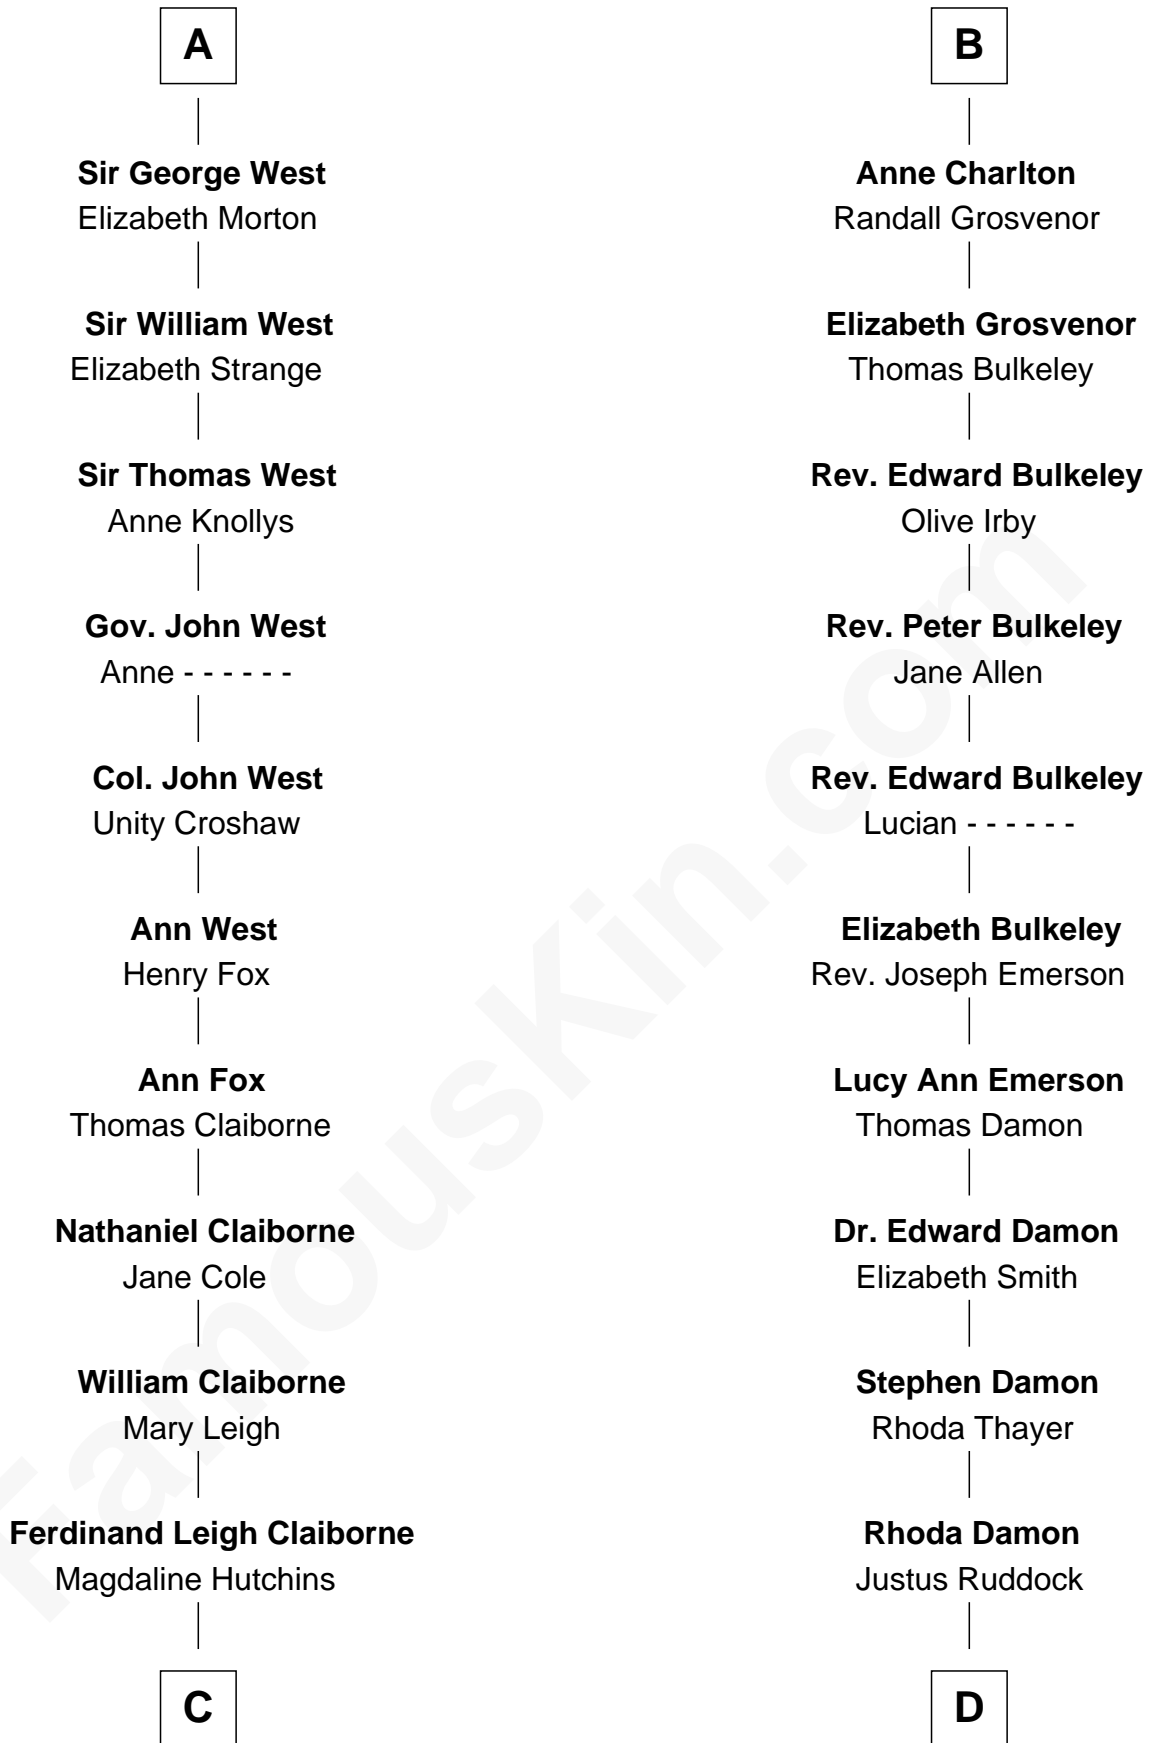 A
Sir George West
Elizabeth Morton
Sir William West
Elizabeth Strange
Sir Thomas West
Anne Knollys
Gov. John West
Anne - - - - - -
Col. John West
Unity Croshaw
Ann West
Henry Fox
Ann Fox
Thomas Claiborne
Nathaniel Claiborne
Jane Cole
William Claiborne
Mary Leigh
Ferdinand Leigh Claiborne
Magdaline Hutchins
C
B
Anne Charlton
Randall Grosvenor
Elizabeth Grosvenor
Thomas Bulkeley
Rev. Edward Bulkeley
Olive Irby
Rev. Peter Bulkeley
Jane Allen
Rev. Edward Bulkeley
Lucian - - - - - -
Elizabeth Bulkeley
Rev. Joseph Emerson
Lucy Ann Emerson
Thomas Damon
Dr. Edward Damon
Elizabeth Smith
Stephen Damon
Rhoda Thayer
Rhoda Damon
Justus Ruddock
D
FamousKin.com